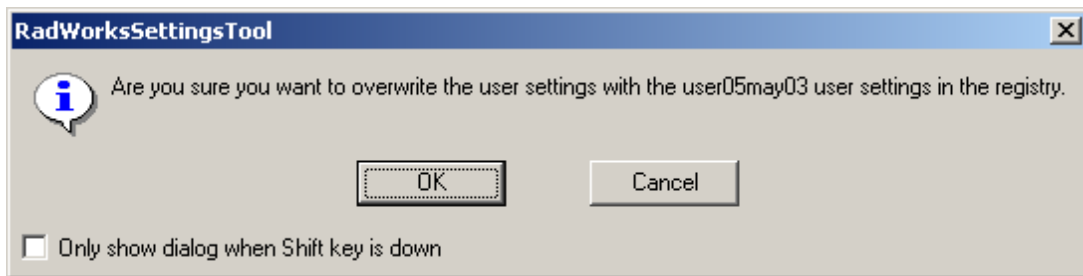 RadWorksSettingsTool
Are you sure you want to overwrite the user settings with the user05may03 user settings in the registry.
OK
Cancel
Only show dialog when Shift key is down